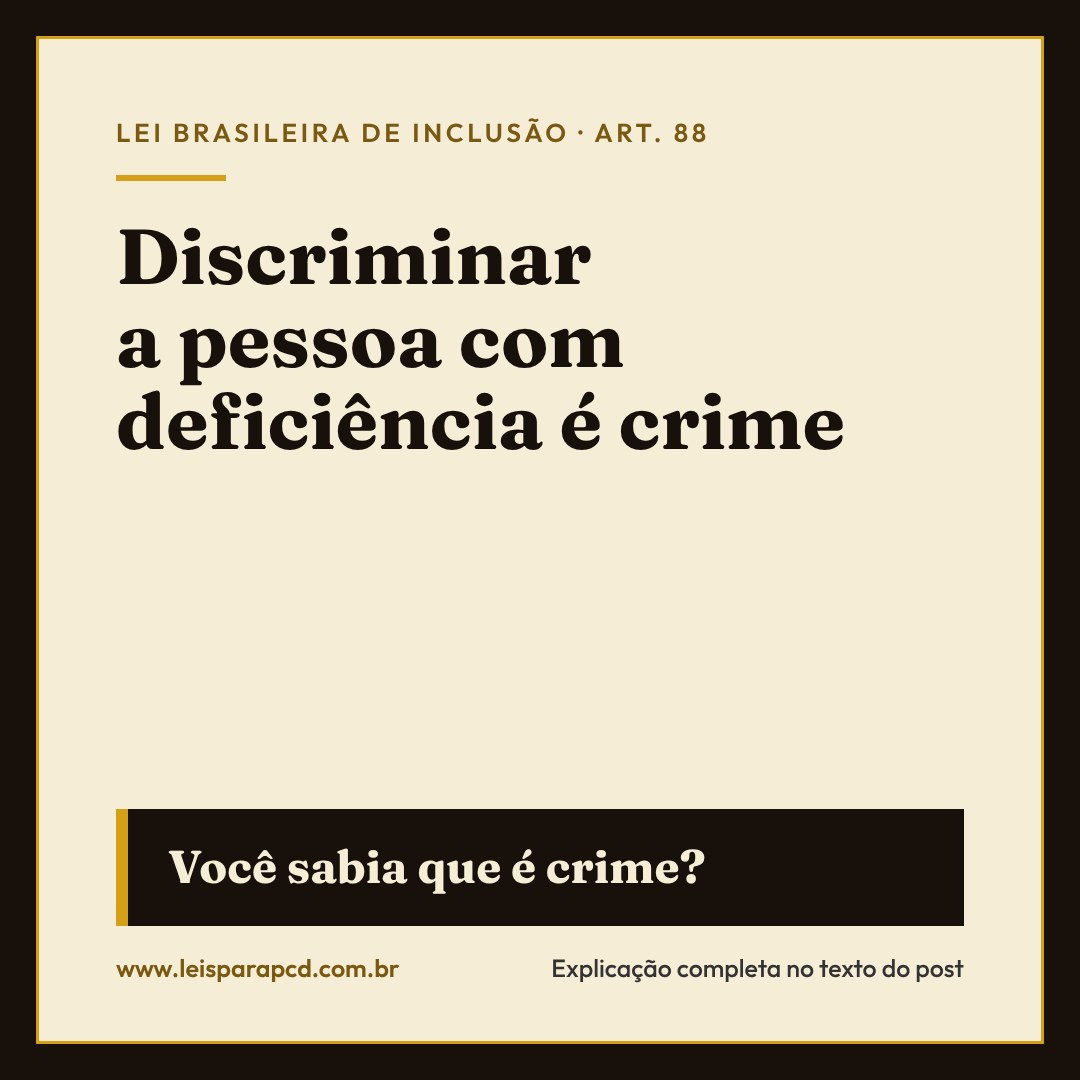 LEI BRASILEIRA DE INCLUSÃO · ART. 88
Discriminar
a pessoa com
deficiência é crime
Você sabia que é crime?
www.leisparapcd.com.br
Explicação completa no texto do post